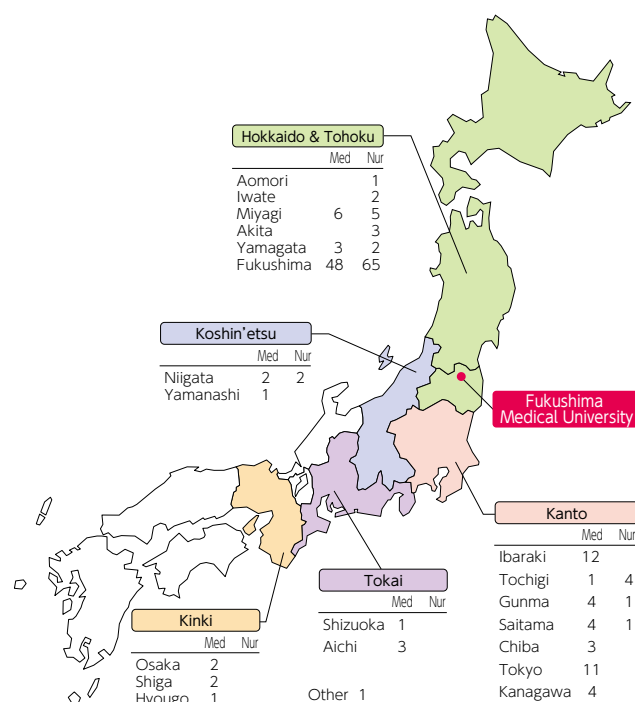 Hokkaido & Tohoku
Med Nur
Aomori 1
Iwate 2
Miyagi 6 5
Akita 3
Yamagata 3 2
Fukushima 48 65
Koshin'etsu
Med Nur
Niigata 2 2
Yamanashi 1
Fukushima
Medical University
Kanto
Med Nur
Ibaraki 12
Tochigi 1 4
Gunma 4 1
Saitama 4 1
Chiba 3
Tokyo 11
Kanagawa 4
Tokai
Med Nur
Shizuoka 1
Aichi 3
Kinki
Med Nur
Osaka 2
Shiga 2
Hyougo 1
Other 1